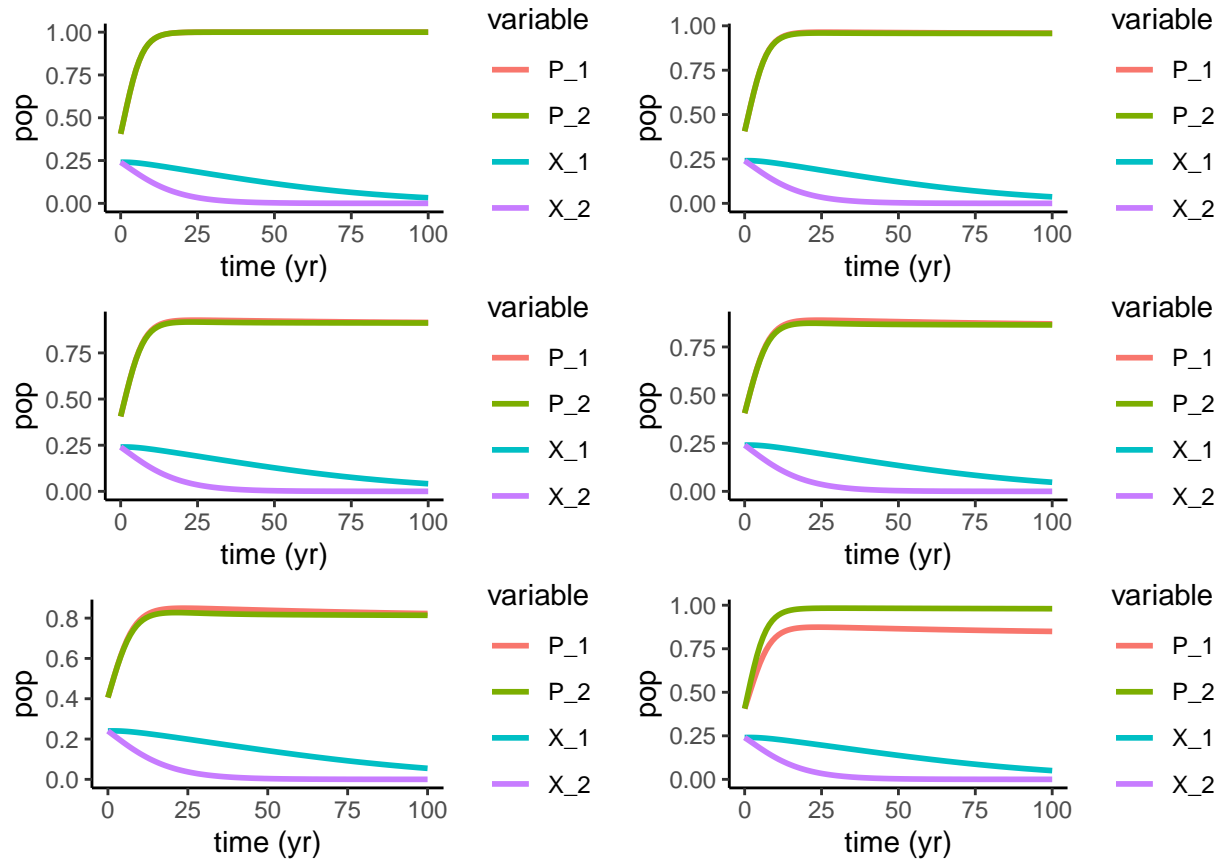 variable
P_1
P_2
X_1
X_2
pop
1.00
0.75
0.50
0.25
0.00
0 25 50 75 100
time (yr)
variable
P_1
P_2
X_1
X_2
pop
1.00
0.75
0.50
0.25
0.00
0 25 50 75 100
time (yr)
variable
P_1
P_2
X_1
X_2
pop
0.75
0.50
0.25
0.00
0 25 50 75 100
time (yr)
variable
P_1
P_2
X_1
X_2
pop
0.75
0.50
0.25
0.00
0 25 50 75 100
time (yr)
variable
P_1
P_2
X_1
X_2
pop
0.8
0.6
0.4
0.2
0.0
0 25 50 75 100
time (yr)
variable
P_1
P_2
X_1
X_2
pop
1.00
0.75
0.50
0.25
0.00
0 25 50 75 100
time (yr)